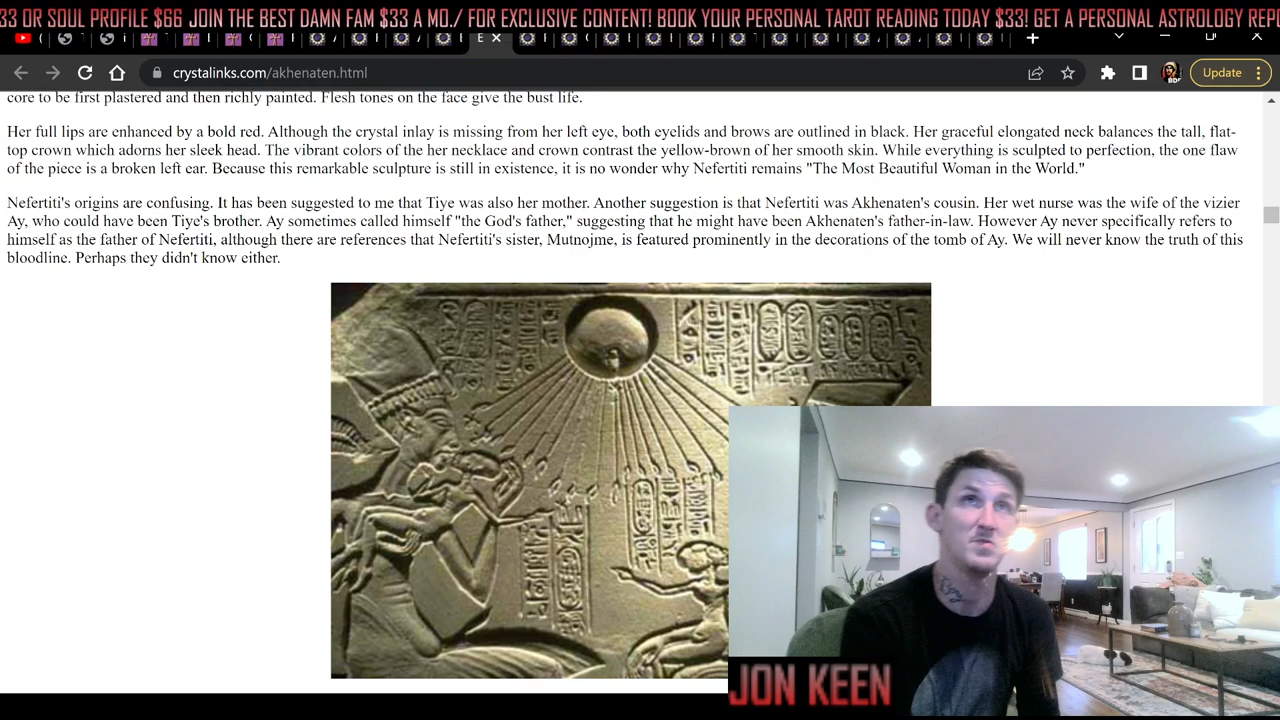 33 OR SOUL PROFILE $66 JOIN THE BEST DAMN FAM $33 A MO./ FOR EXCLUSIVE CONTENT! BOOK YOUR PERSONAL TAROT READING TODAY $33! GET A PERSONAL ASTROLOGY REP
crystalinks.com/akhenaten.html
Update
core to be first plastered and then richly painted. Flesh tones on the face give the bust life.
Her full lips are enhanced by a bold red. Although the crystal inlay is missing from her left eye, both eyelids and brows are outlined in black. Her graceful elongated neck balances the tall, flat-
top crown which adorns her sleek head. The vibrant colors of the her necklace and crown contrast the yellow-brown of her smooth skin. While everything is sculpted to perfection, the one flaw
of the piece is a broken left ear. Because this remarkable sculpture is still in existence, it is no wonder why Nefertiti remains "The Most Beautiful Woman in the World."
Nefertiti's origins are confusing. It has been suggested to me that Tiye was also her mother. Another suggestion is that Nefertiti was Akhenaten's cousin. Her wet nurse was the wife of the vizier
Ay, who could have been Tiye's brother. Ay sometimes called himself "the God's father," suggesting that he might have been Akhenaten's father-in-law. However Ay never specifically refers to
himself as the father of Nefertiti, although there are references that Nefertiti's sister, Mutnojme, is featured prominently in the decorations of the tomb of Ay. We will never know the truth of this
bloodline. Perhaps they didn't know either.
JON KEEN